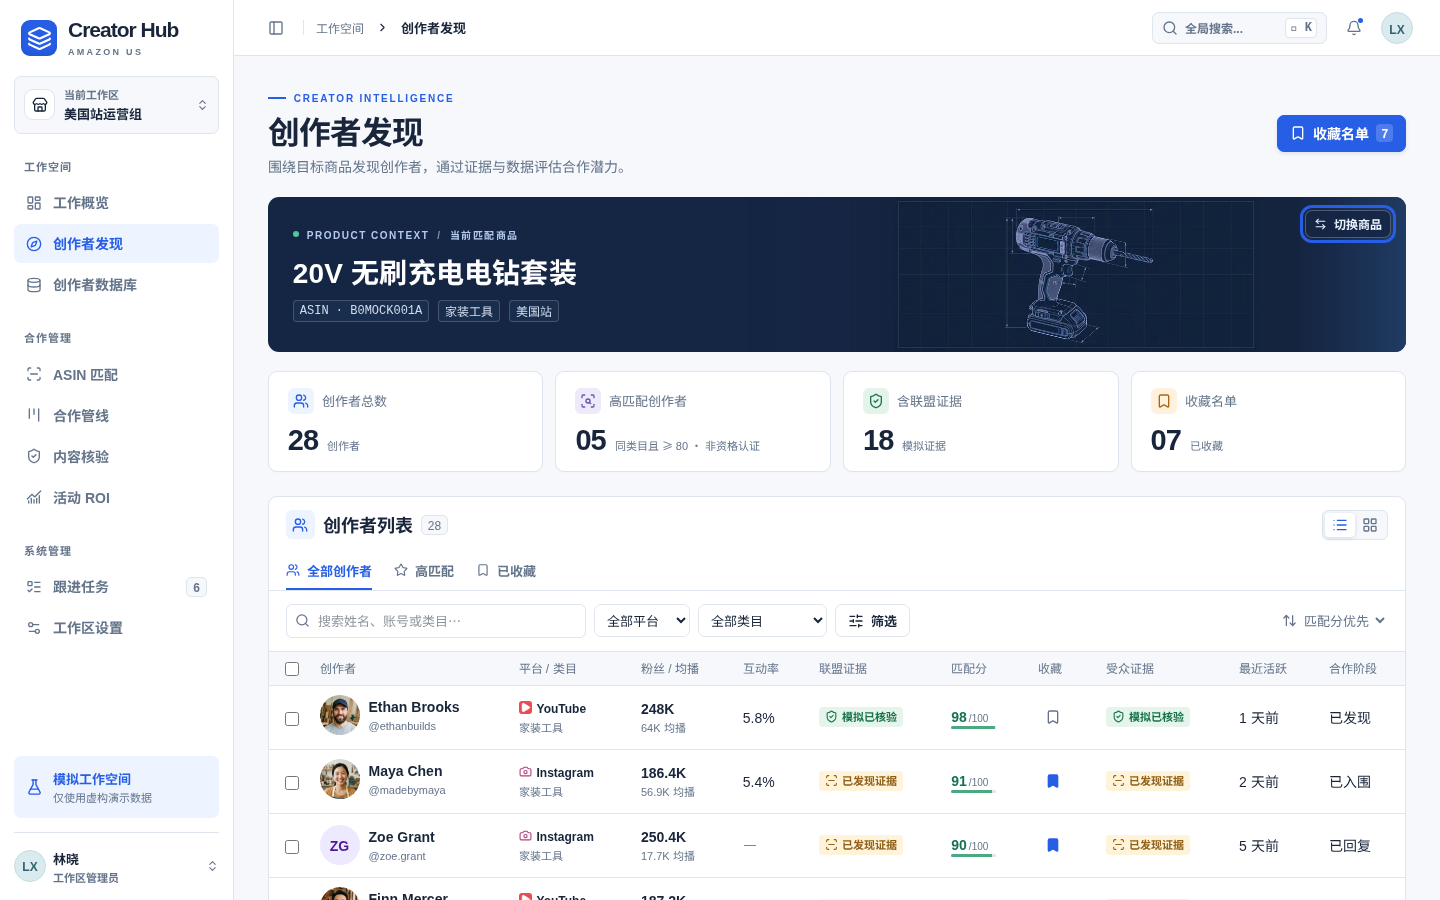 Creator Hub
AMAZON US
当前工作区
美国站运营组
工作空间
工作概览
创作者发现
创作者数据库
合作管理
ASIN 匹配
合作管线
内容核验
活动 ROI
系统管理
跟进任务 6
工作区设置
模拟工作空间
仅使用虚构演示数据
LX 林晓
工作区管理员
工作空间 创作者发现
全局搜索... K
LX
CREATOR INTELLIGENCE
创作者发现
围绕目标商品发现创作者，通过证据与数据评估合作潜力。
收藏名单 7
PRODUCT CONTEXT / 当前匹配商品
20V 无刷充电电钻套装
ASIN · B0MOCK001A 家装工具 美国站
切换商品
创作者总数
28 创作者
高匹配创作者
05 同类目且 ≥ 80 · 非资格认证
含联盟证据
18 模拟证据
收藏名单
07 已收藏
创作者列表 28
全部创作者 高匹配 已收藏
搜索姓名、账号或类目… 全部平台 全部类目 筛选 匹配分优先
创作者 平台 / 类目 粉丝 / 均播 互动率 联盟证据 匹配分 收藏 受众证据 最近活跃 合作阶段
Ethan Brooks YouTube 248K 5.8% 模拟已核验 98 /100 模拟已核验 1 天前 已发现
@ethanbuilds 家装工具 64K 均播
Maya Chen Instagram 186.4K 5.4% 已发现证据 91 /100 已发现证据 2 天前 已入围
@madebymaya 家装工具 56.9K 均播
ZG Zoe Grant Instagram 250.4K — 已发现证据 90 /100 已发现证据 5 天前 已回复
@zoe.grant 家装工具 17.7K 均播
Finn Mercer YouTube 187.2K